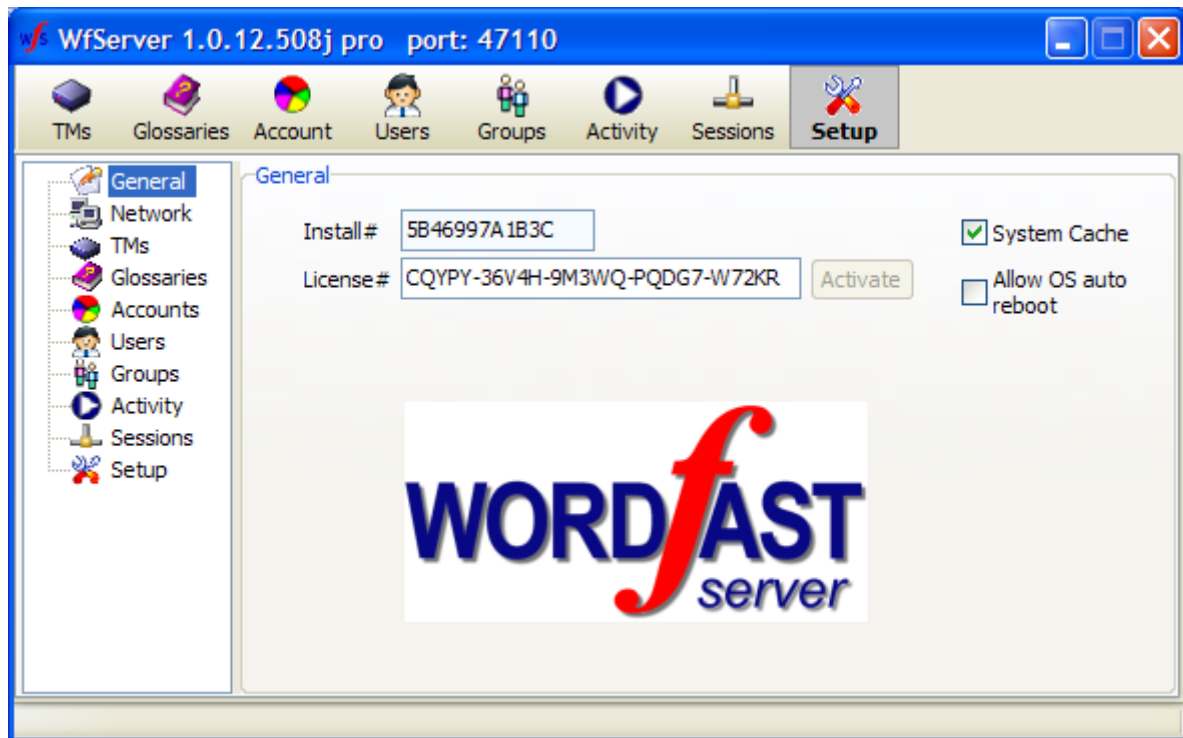 wfs WfServer 1.0.12.508j pro port: 47110
TMs Glossaries Account Users Groups Activity Sessions Setup
General
Network
TMs
Glossaries
Accounts
Users
Groups
Activity
Sessions
Setup
General
Install# 5B46997A1B3C
System Cache
License# CQYPY-36V4H-9M3WQ-PQDG7-W72KR Activate
Allow OS auto
reboot
WORDfAST
server